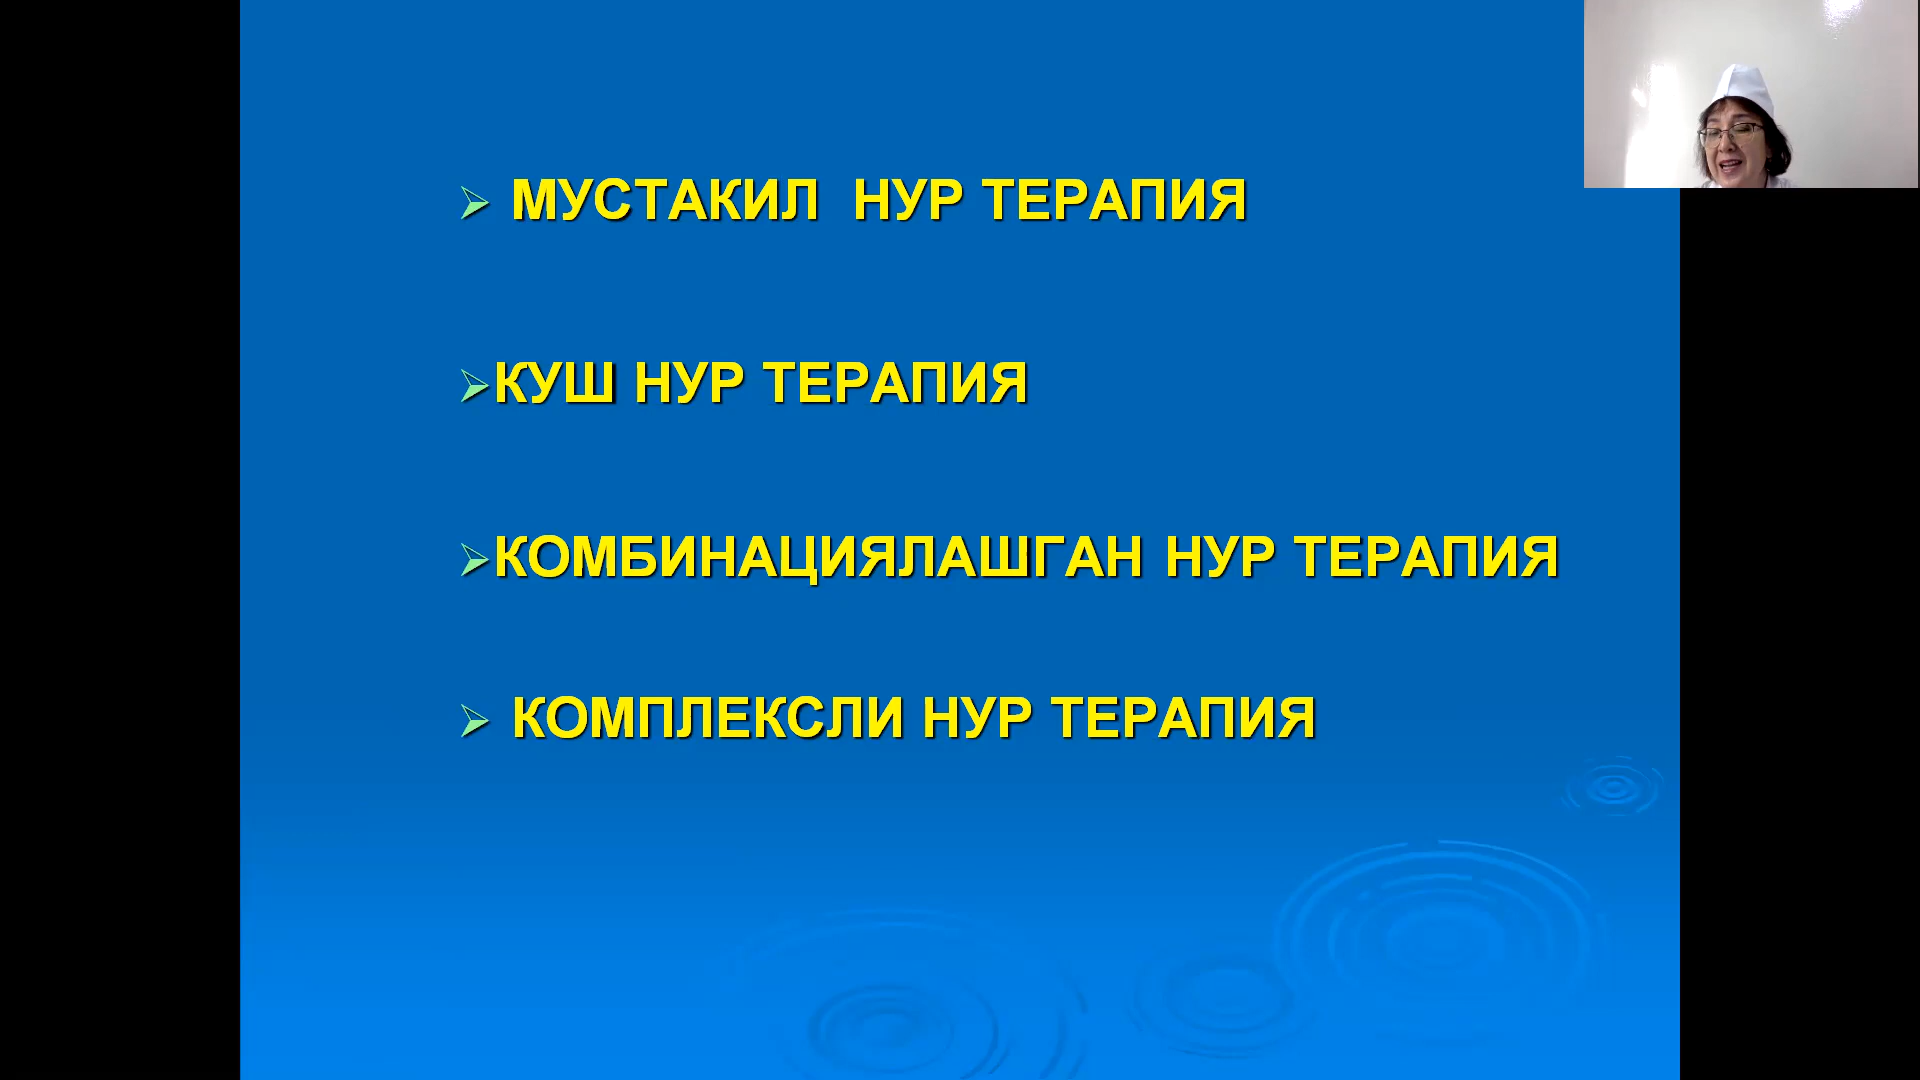 МУСТАКИЛ НУР ТЕРАПИЯ
КУШ НУР ТЕРАПИЯ
КОМБИНАЦИЯЛАШГАН НУР ТЕРАПИЯ
КОМПЛЕКСЛИ НУР ТЕРАПИЯ